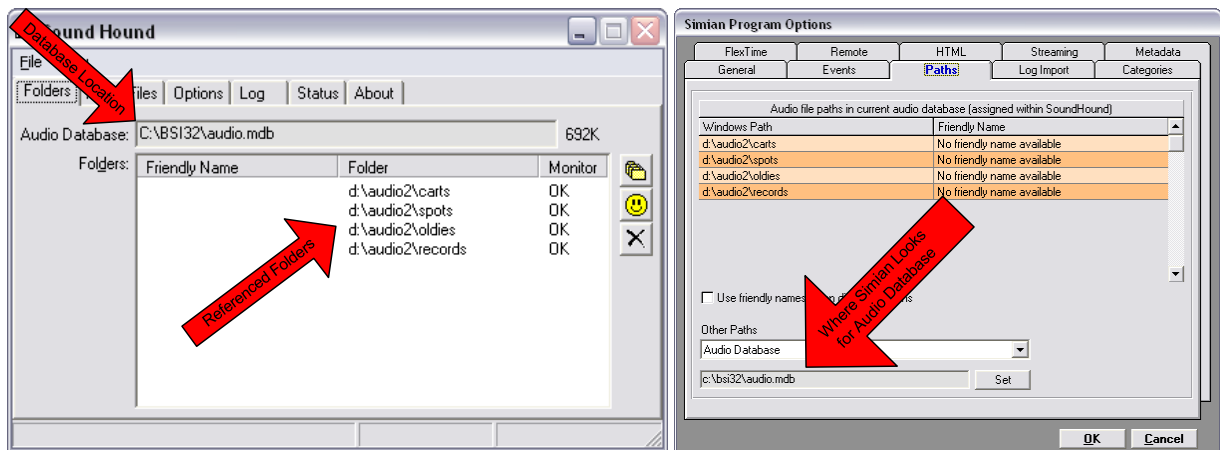 Sound Hound
File
Database Location
Folders
iles
Options
Log
Status
About
Audio Database:
C:\BSI32\audio.mdb
692K
Folders:
Friendly Name
Folder
Monitor
d:\audio2\carts
OK
d:\audio2\spots
OK
d:\audio2\oldies
OK
d:\audio2\records
OK
Referenced Folders
Simian Program Options
FlexTime
Remote
HTML
Streaming
Metadata
General
Events
Paths
Log Import
Categories
Audio file paths in current audio database (assigned within SoundHound)
Windows Path
Friendly Name
d:\audio2\carts
No friendly name available
d:\audio2\spots
No friendly name available
d:\audio2\oldies
No friendly name available
d:\audio2\records
No friendly name available
Where Simian Looks
for Audio Database
Use friendly names
Other Paths
Audio Database
c:\bsi32\audio.mdb
Set
OK
Cancel